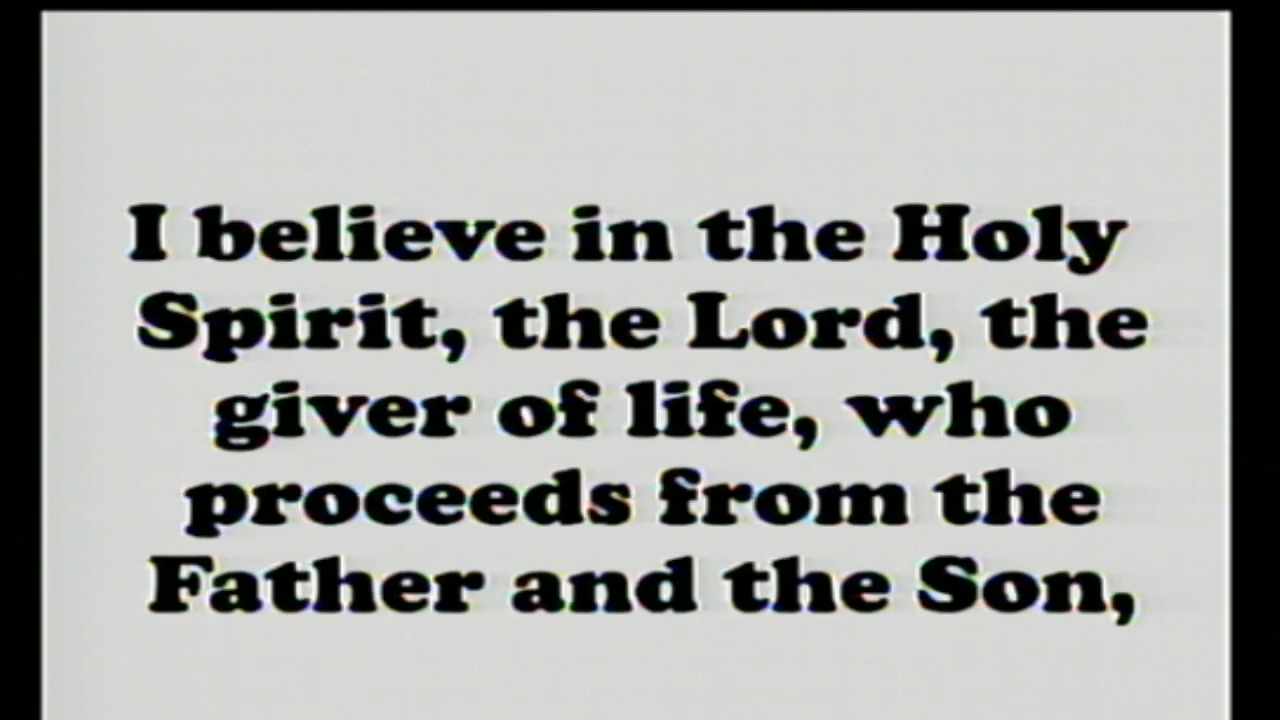 I believe in the Holy
Spirit, the Lord, the
giver of life, who
proceeds from the
Father and the Son,